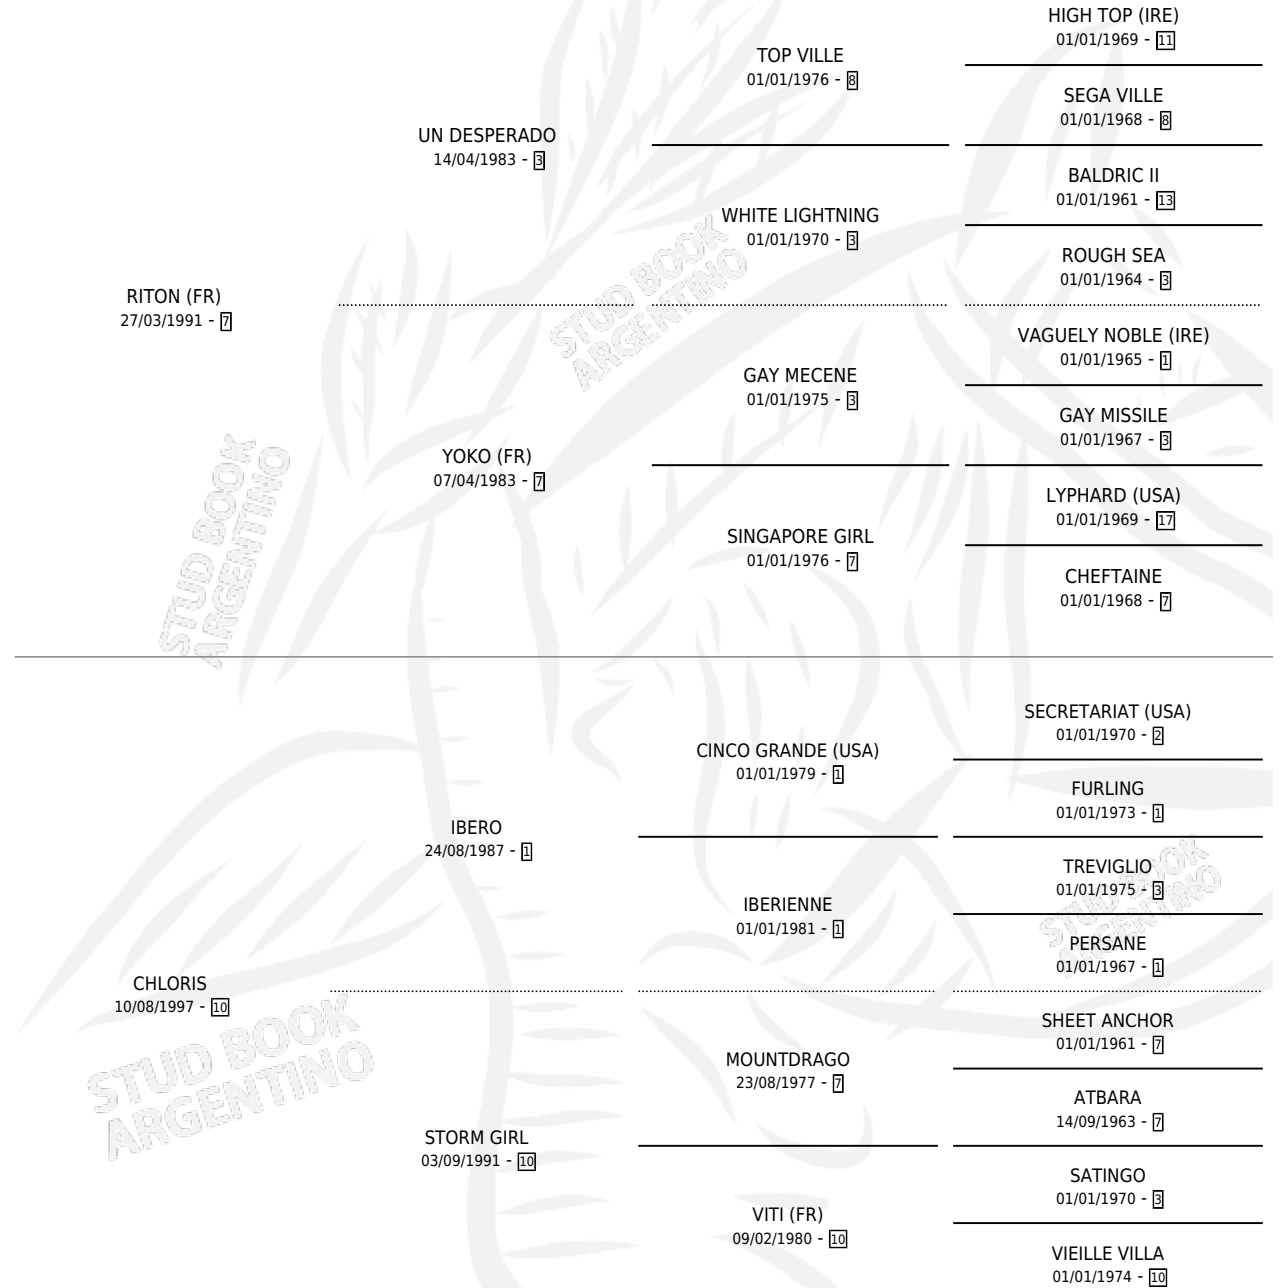 HIGH TOP (IRE)
01/01/1969 - 11
TOP VILLE
01/01/1976 - 8
SEGA VILLE
01/01/1968 - 8
UN DESPERADO
14/04/1983 - 3
BALDRIC II
01/01/1961 - 13
WHITE LIGHTNING
01/01/1970 - 3
ROUGH SEA
01/01/1964 - 3
RITON (FR)
27/03/1991 - 7
VAGUELY NOBLE (IRE)
01/01/1965 - 1
GAY MECENE
01/01/1975 - 3
GAY MISSILE
01/01/1967 - 3
YOKO (FR)
07/04/1983 - 7
LYPHARD (USA)
01/01/1969 - 17
SINGAPORE GIRL
01/01/1976 - 7
CHEFTAINE
01/01/1968 - 7
SECRETARIAT (USA)
01/01/1970 - 2
CINCO GRANDE (USA)
01/01/1979 - 1
FURLING
01/01/1973 - 1
IBERO
24/08/1987 - 1
TREVIGLIO
01/01/1975 - 3
IBERIENNE
01/01/1981 - 1
PERSANE
01/01/1967 - 1
CHLORIS
10/08/1997 - 10
SHEET ANCHOR
01/01/1961 - 7
MOUNTDRAGO
23/08/1977 - 7
ATBARA
14/09/1963 - 7
STORM GIRL
03/09/1991 - 10
SATINGO
01/01/1970 - 3
VITI (FR)
09/02/1980 - 10
VIEILLE VILLA
01/01/1974 - 10
STUD BOOK
ARGENTINO
STUD BOOK
ARGENTINO
STUD BOOK
ARGENTINO
STUD BOOK
ARGENTINO